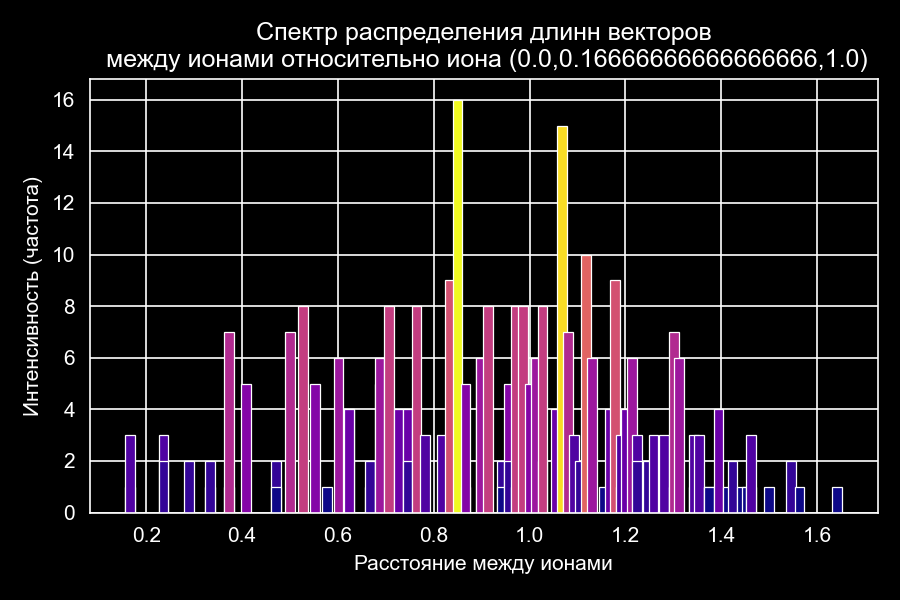 Спектр распределения длинн векторов
между ионами относительно иона (0.0,0.16666666666666666,1.0)
16
14
12
10
8
6
4
2
0
Интенсивность (частота)
0.2 0.4 0.6 0.8 1.0 1.2 1.4 1.6
Расстояние между ионами